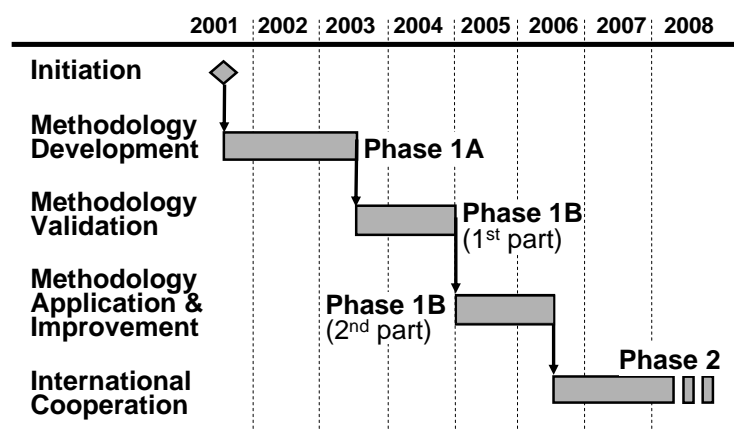 2001 2002 2003 2004 2005 2006 2007 2008
Initiation
Methodology
Development
Phase 1A
Methodology
Validation
Phase 1B
(1st part)
Methodology
Application &
Improvement
Phase 1B
(2nd part)
Phase 2
International
Cooperation